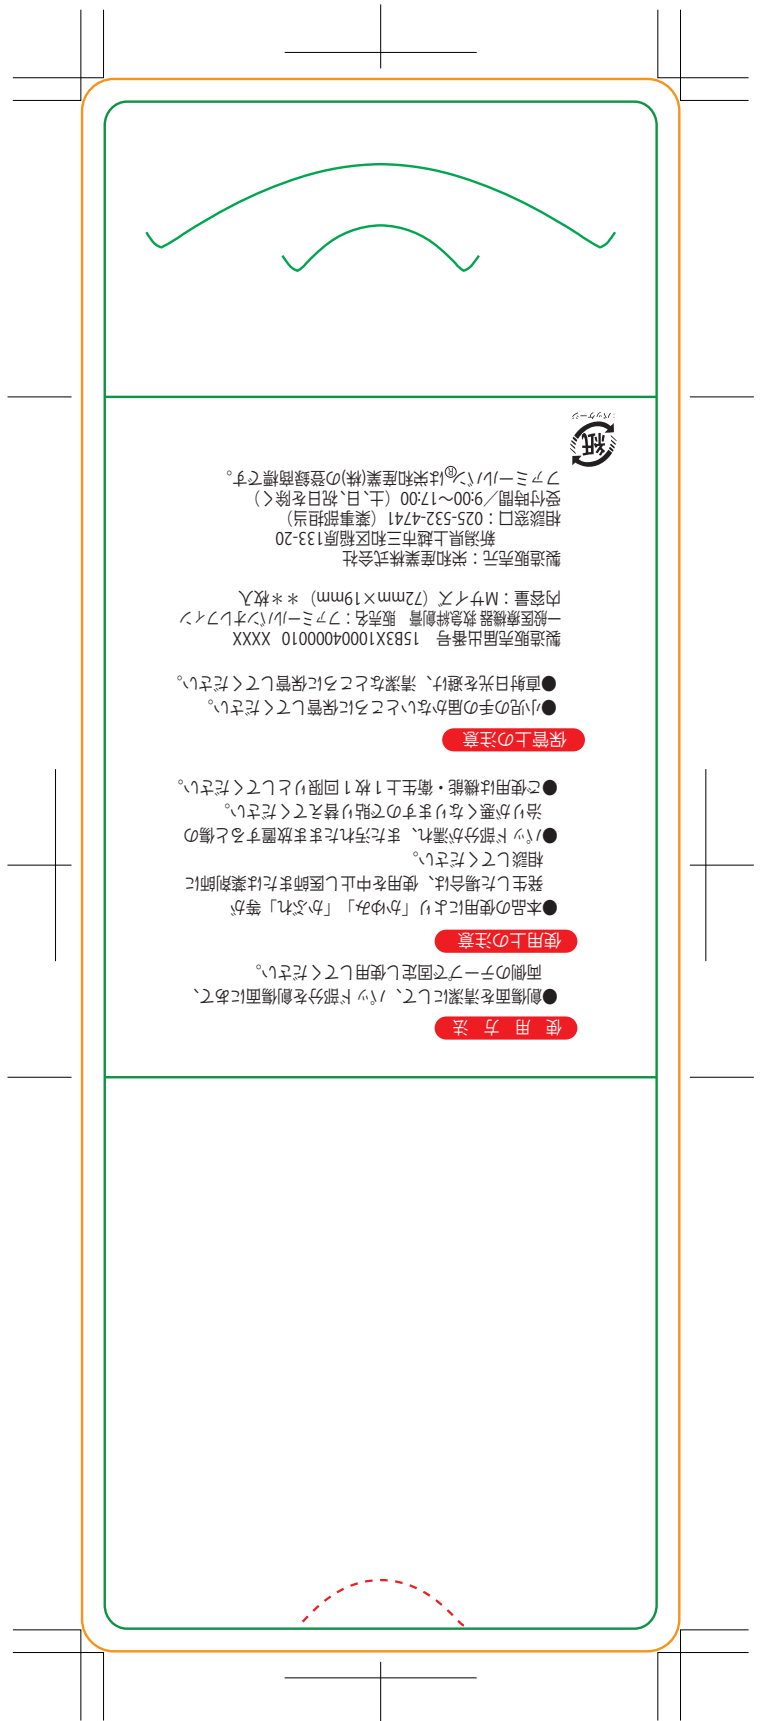 使用方法
●創傷面を清潔にして、パッド部分を創傷面にあて、
両側のテープで固定し使用してください。
使用上の注意
●本品の使用により「かゆみ」「かぶれ」等が
発生した場合は、使用を中止し医師または薬剤師に
相談してください。
●パッド部分が濡れ、また汚れたまま放置すると傷の
治りが悪くなりますので貼り替えてください。
●ご使用は機能・衛生上1枚1回限りとしてください。
保管上の注意
●小児の手の届かないところに保管してください。
●直射日光を避け、清潔なところに保管してください。
製造販売届出番号 15B3X10004000010 XXXX
一般医療機器 救急絆創膏 販売名：ファミールバンオレフィン
内容量：Mサイズ（72mm×19mm）＊＊枚入
製造販売元：栄和産業株式会社
新潟県上越市三和区稲原133-20
相談窓口：025-532-4741（薬事部担当）
受付時間／9:00～17:00（土、日、祝日を除く）
ファミールバン®は栄和産業(株)の登録商標です。
紙
：パッケージ